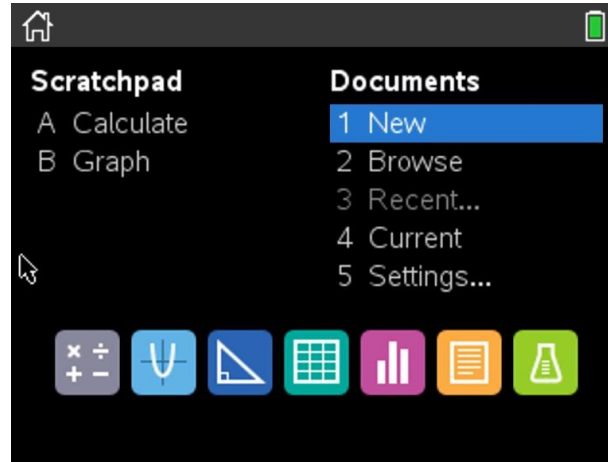 Scratchpad
A Calculate
B Graph
Documents
1 New
2 Browse
3 Recent...
4 Current
5 Settings...